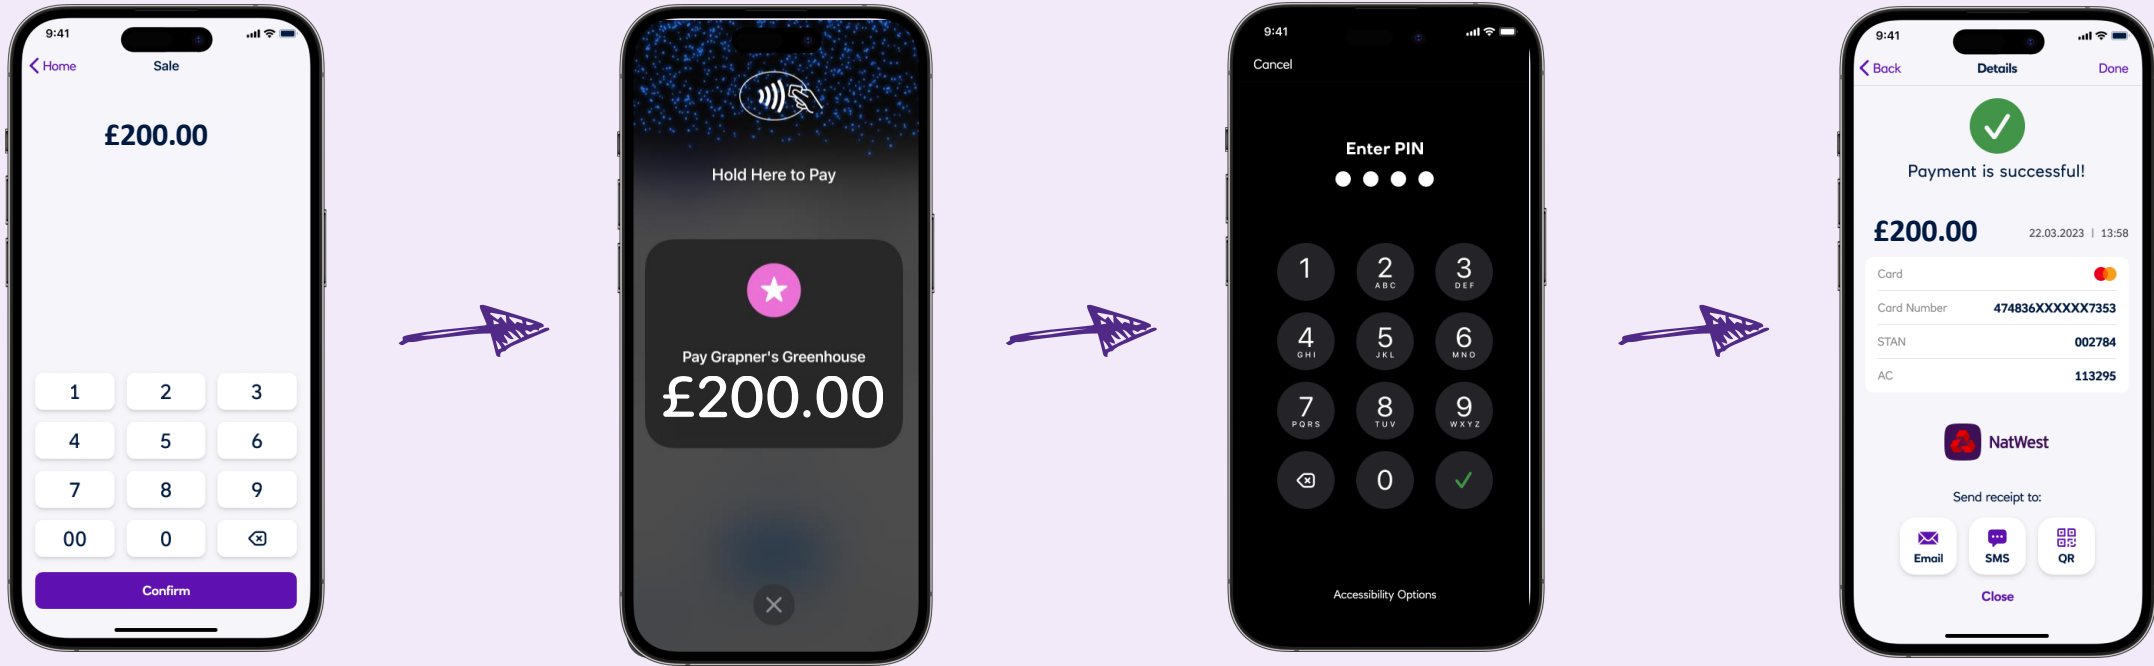 9:41
Home Sale
£200.00
1 2 3
4 5 6
7 8 9
00 0
Confirm
Hold Here to Pay
Pay Grapner's Greenhouse
£200.00
9:41
Cancel
Enter PIN
1 2 3
ABC DEF
4 5 6
GHI JKL MNO
7 8 9
PQRS TUV WXYZ
0
Accessibility Options
9:41
Back Details Done
Payment is successful!
£200.00 22.03.2023 | 13:58
Card
Card Number 474836XXXXXX7353
STAN 002784
AC 113295
NatWest
Send receipt to:
Email SMS QR
Close